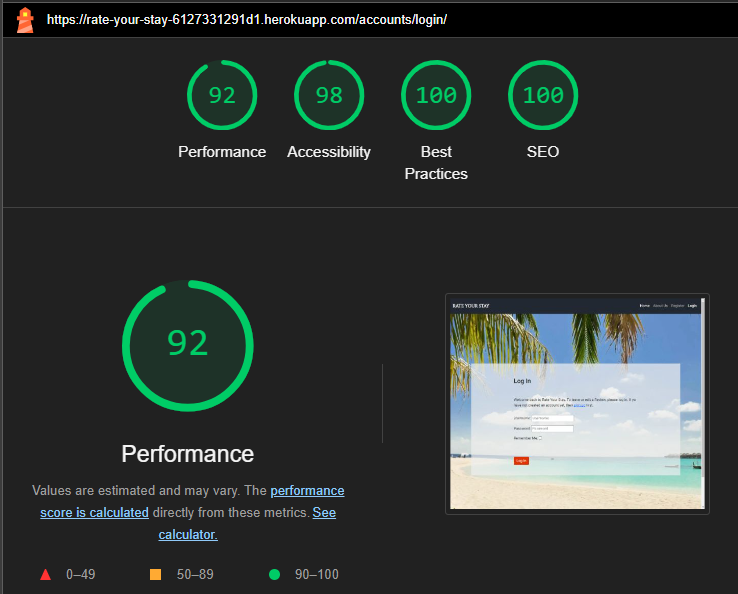 https://rate-your-stay-6127331291d1.herokuapp.com/accounts/login/
92
98
100
100
Performance
Accessibility
Best
Practices
SEO
92
Performance
Values are estimated and may vary. The performance
score is calculated directly from these metrics. See
calculator.
0–49
50–89
90–100
RATE YOUR STAY
Home About Us Register Login
Log In
Username
Password
Remember Me:
Log In